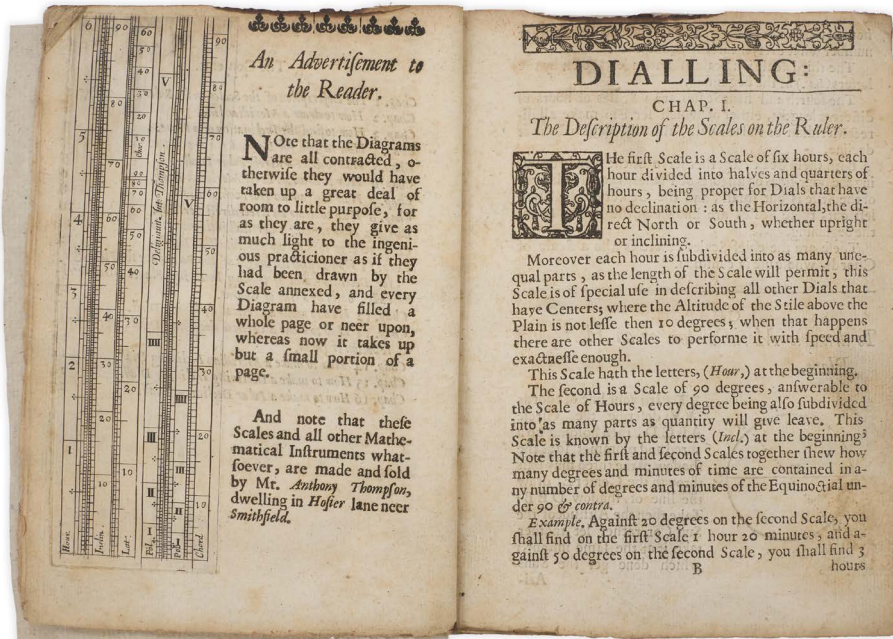 An Advertiſement to
the Reader.
NOte that the Diagrams
are all contracted, o-
therwiſe they would have
taken up a great deal of
room to little purpoſe, for
as they are, they give as
much light to the ingeni-
ous practicioner as if they
had been drawn by the
Scale annexed, and every
Diagram have filled a
whole page or neer upon,
whereas now it takes up
but a ſmall portion of a
page.
And note that theſe
Scales and all other Mathe-
matical Inſtruments what-
ſoever, are made and ſold
by Mr. Anthony Thompſon,
dwelling in Hoſier lane neer
Smithfield.
DIALLING:
CHAP. I.
The Deſcription of the Scales on the Ruler.
THe firſt Scale is a Scale of ſix hours, each
hour divided into halves and quarters of
hours, being proper for Dials that have
no declination: as the Horizontal, the di-
rect North or South, whether upright
or inclining.
Moreover each hour is ſubdivided into as many une-
qual parts, as the length of the Scale will permit, this
Scale is of ſpecial uſe in deſcribing all other Dials that
have Centers; where the Altitude of the Stile above the
Plain is not leſſe then 10 degrees, when that happens
there are other Scales to performe it with ſpeed and
exactneſſe enough.
This Scale hath the letters, (Hour,) at the beginning.
The ſecond is a Scale of 90 degrees, anſwerable to
the Scale of Hours, every degree being alſo ſubdivided
into as many parts as quantity will give leave. This
Scale is known by the letters (Incl.) at the beginning;
Note that the firſt and ſecond Scales together ſhew how
many degrees and minutes of time are contained in a-
ny number of degrees and minutes of the Equinoctial un-
der 90 & contra.
Example. Againſt 20 degrees on the ſecond Scale, you
ſhall find on the firſt Scale 1 hour 20 minutes, and a-
gainſt 50 degrees on the ſecond Scale, you ſhall find 3
B hours